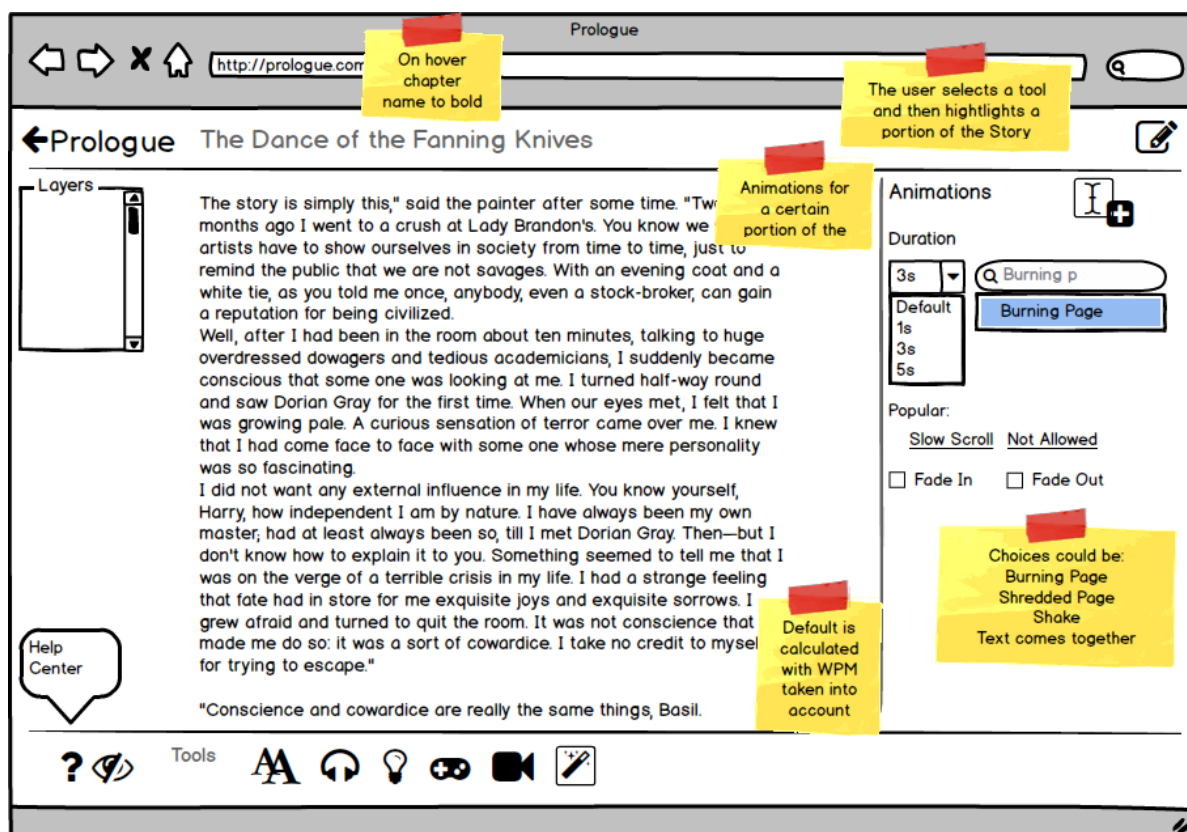 Prologue
http://prologue.com
On hover
chapter
name to bold
The user selects a tool
and then hightlights a
portion of the Story
Prologue
The Dance of the Fanning Knives
Layers
The story is simply this," said the painter after some time. "Tw
months ago I went to a crush at Lady Brandon's. You know we
artists have to show ourselves in society from time to time, just to
remind the public that we are not savages. With an evening coat and a
white tie, as you told me once, anybody, even a stock-broker, can gain
a reputation for being civilized.
Well, after I had been in the room about ten minutes, talking to huge
overdressed dowagers and tedious academicians, I suddenly became
conscious that some one was looking at me. I turned half-way round
and saw Dorian Gray for the first time. When our eyes met, I felt that I
was growing pale. A curious sensation of terror came over me. I knew
that I had come face to face with some one whose mere personality
was so fascinating.
I did not want any external influence in my life. You know yourself,
Harry, how independent I am by nature. I have always been my own
master; had at least always been so, till I met Dorian Gray. Then—but I
don't know how to explain it to you. Something seemed to tell me that I
was on the verge of a terrible crisis in my life. I had a strange feeling
that fate had in store for me exquisite joys and exquisite sorrows. I
grew afraid and turned to quit the room. It was not conscience that
made me do so: it was a sort of cowardice. I take no credit to mysel
for trying to escape."
"Conscience and cowardice are really the same things, Basil.
Animations for
a certain
portion of the
Animations
Duration
3s
Burning p
Default
1s
3s
5s
Burning Page
Popular:
Slow Scroll Not Allowed
Fade In Fade Out
Choices could be:
Burning Page
Shredded Page
Shake
Text comes together
Default is
calculated
with WPM
taken into
account
Help
Center
?
Tools
AA